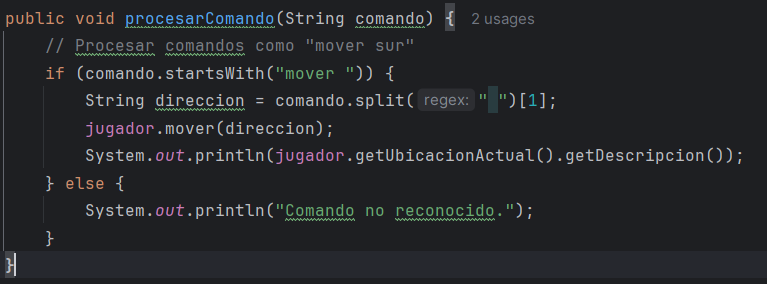 public void procesarComando(String comando) { 2 usages
// Procesar comandos como "mover sur"
if (comando.startsWith("mover ")) {
String direccion = comando.split( regex: " ")[1];
jugador.mover(direccion);
System.out.println(jugador.getUbicacionActual().getDescripcion());
} else {
System.out.println("Comando no reconocido.");
}
}